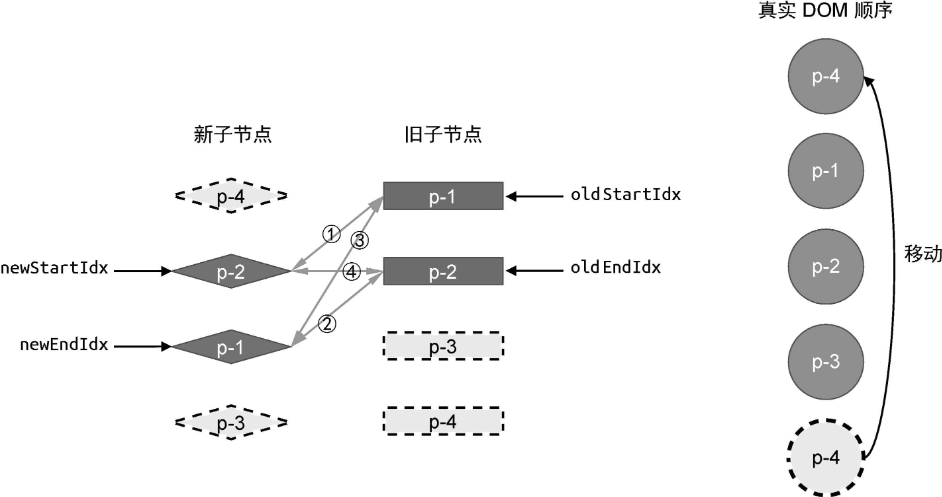 真实 DOM 顺序
p-4
p-1
p-2
p-3
p-4
移动
新子节点
旧子节点
p-4
p-1
oldStartIdx
①
③
newStartIdx
p-2
④
p-2
oldEndIdx
②
newEndIdx
p-1
p-3
p-3
p-4